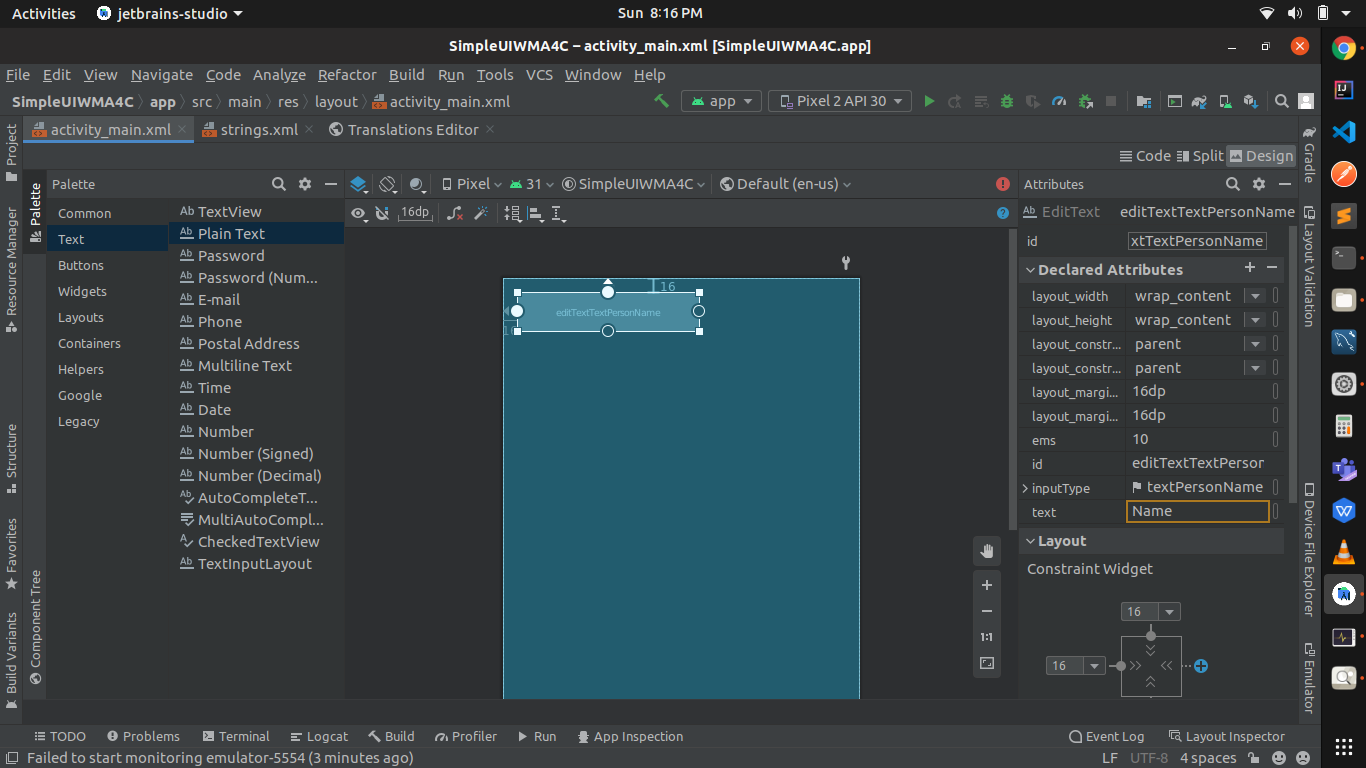 Activities jetbrains-studio Sun 8:16 PM
SimpleUIWMA4C – activity_main.xml [SimpleUIWMA4C.app]
File Edit View Navigate Code Analyze Refactor Build Run Tools VCS Window Help
SimpleUIWMA4C app src main res layout activity_main.xml app Pixel 2 API 30
activity_main.xml strings.xml Translations Editor
Code Split Design
Project
Resource Manager
Structure
Favorites
Build Variants
Palette
Component Tree
Palette
Common
Text
Buttons
Widgets
Layouts
Containers
Helpers
Google
Legacy
Ab TextView
Ab Plain Text
Ab Password
Ab Password (Num...
Ab E-mail
Ab Phone
Ab Postal Address
Ab Multiline Text
Ab Time
Ab Date
Ab Number
Ab Number (Signed)
Ab Number (Decimal)
Ab AutoCompleteT...
MultiAutoCompl...
A CheckedTextView
Ab TextInputLayout
Pixel 31 SimpleUIWMA4C Default (en-us)
16dp
16
editTextTextPersonName
1:1
Attributes
Ab EditText editTextTextPersonName
id xtTextPersonName
Declared Attributes
layout_width wrap_content
layout_height wrap_content
layout_constr... parent
layout_constr... parent
layout_margi... 16dp
layout_margi... 16dp
ems 10
id editTextTextPerson
inputType textPersonName
text Name
Layout
Constraint Widget
16
16
Gradle
Layout Validation
Device File Explorer
Emulator
TODO Problems Terminal Logcat Build Profiler Run App Inspection Event Log Layout Inspector
Failed to start monitoring emulator-5554 (3 minutes ago) LF UTF-8 4 spaces